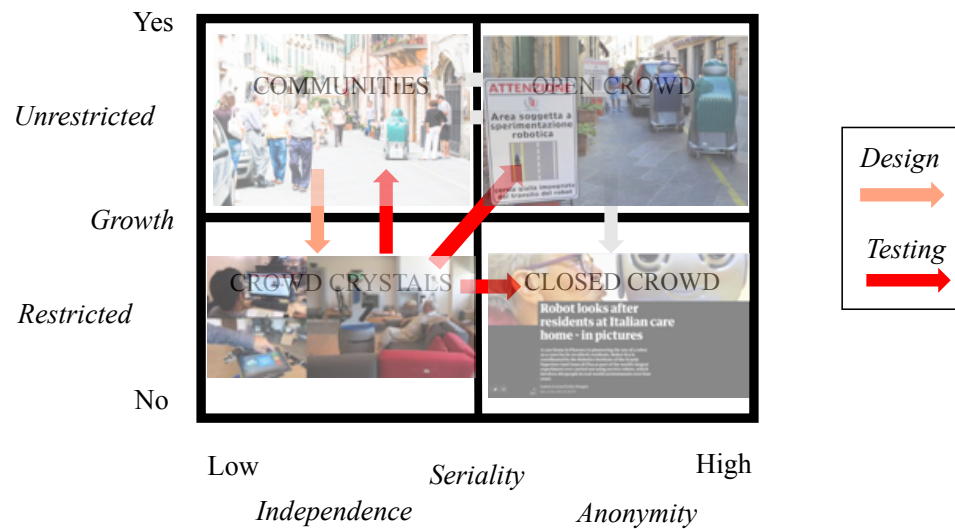 Yes
Unrestricted
Growth
Restricted
No
COMMUNITIES
OPEN CROWD
ATTENZIONE
Area soggetta a
sperimentazione
robotica
CROWD CRYSTALS
CLOSED CROWD
Robot looks after
residents at Italian care
home - in pictures
Low
Seriality
High
Independence
Anonymity
Design
Testing